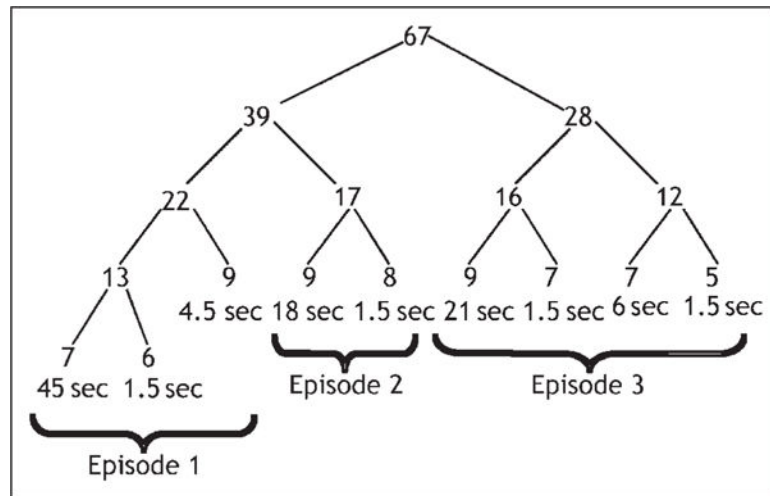 67
39 28
22 17 16 12
13 9 9 8 9 7 7 5
4.5 sec 18 sec 1.5 sec 21 sec 1.5 sec 6 sec 1.5 sec
7 6
45 sec 1.5 sec
Episode 2 Episode 3
Episode 1